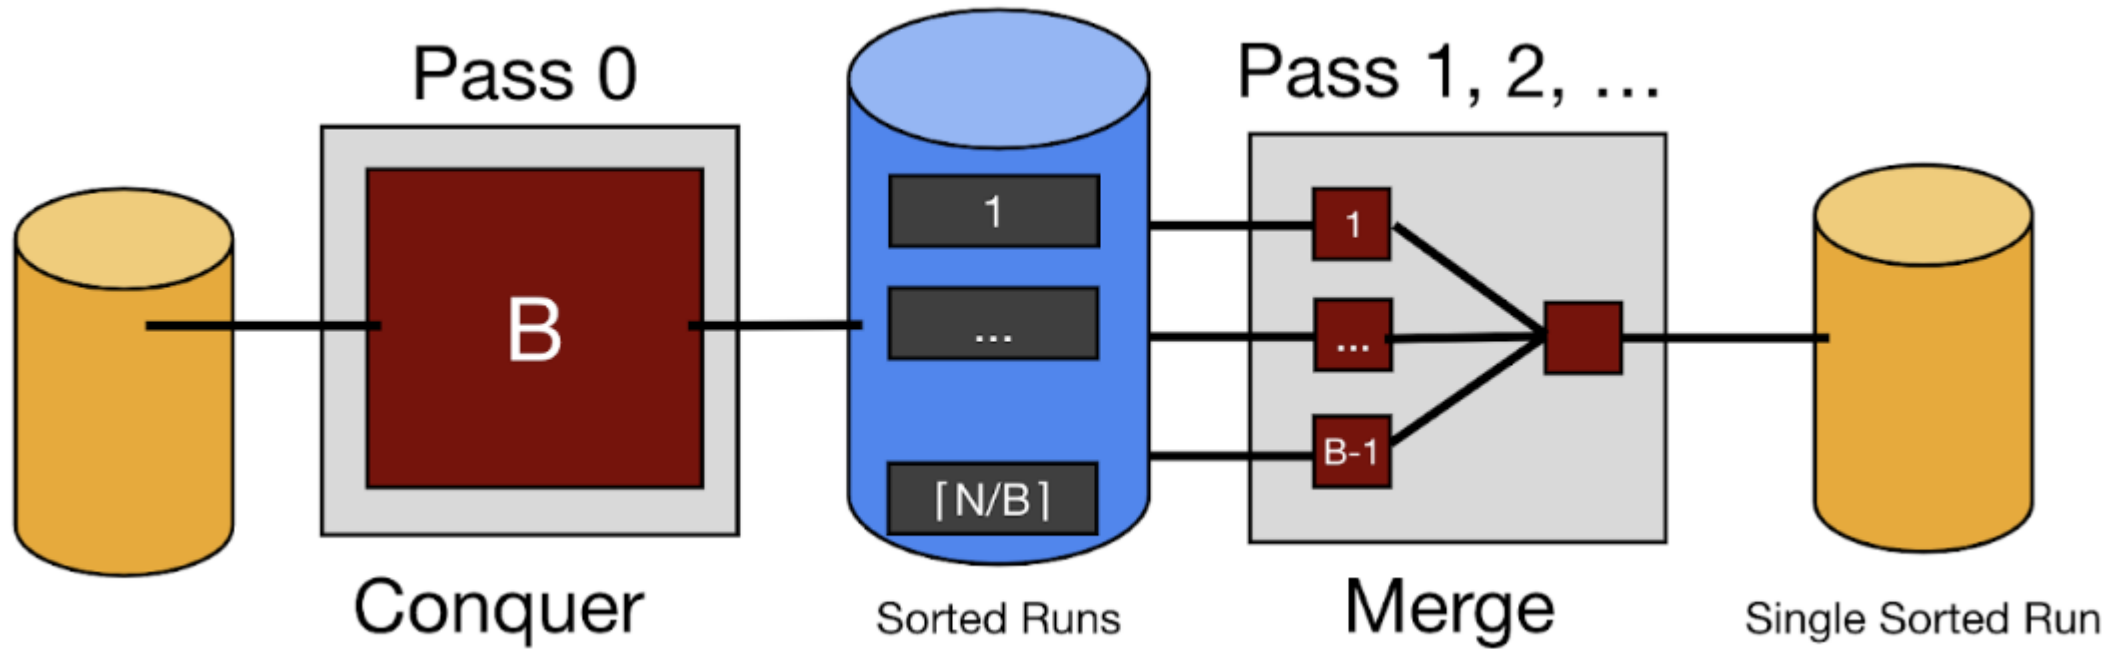 Pass 0
B
Conquer
1
...
⌈N/B⌉
Sorted Runs
Pass 1, 2, ...
1
...
B-1
Merge
Single Sorted Run